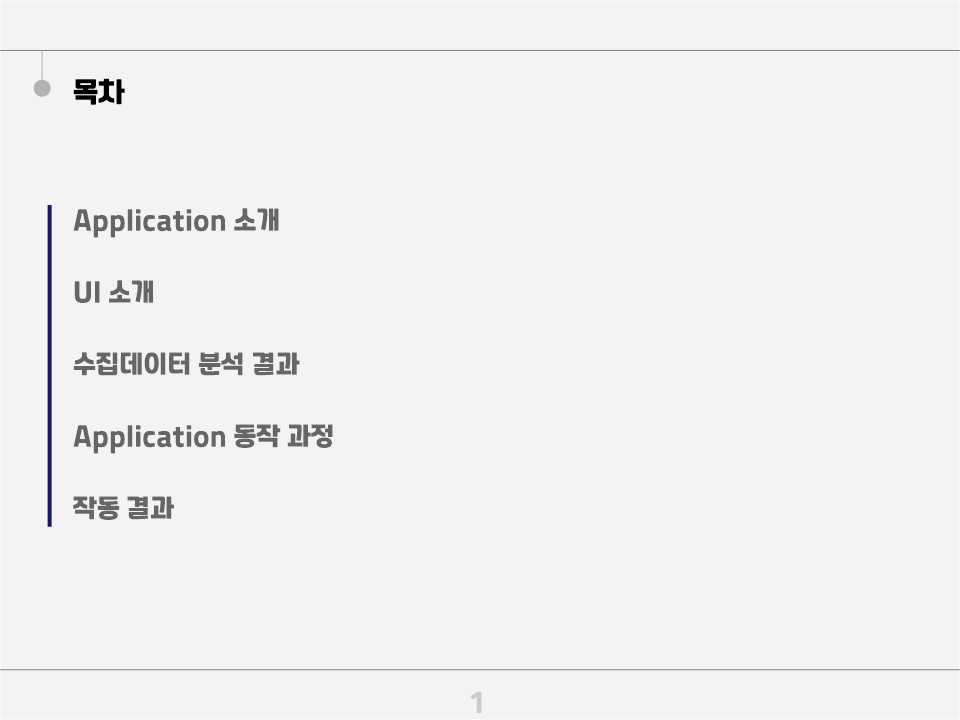 목차
Application 소개
UI 소개
수집데이터 분석 결과
Application 동작 과정
작동 결과
1